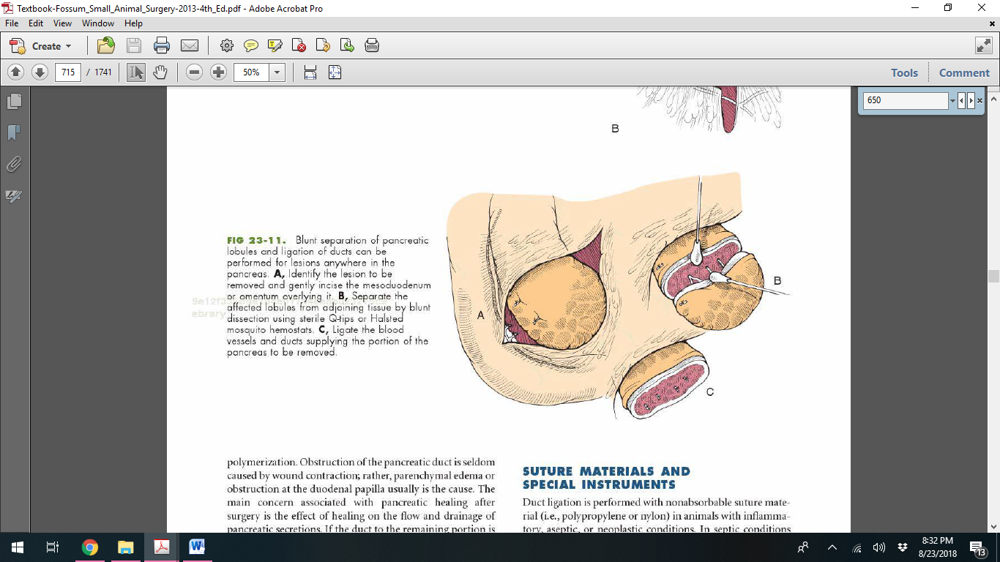 Textbook-Fossum_Small_Animal_Surgery-2013-4th_Ed.pdf - Adobe Acrobat Pro
File Edit View Window Help
Create
715 / 1741
50%
Tools Comment
650
B
FIG 23-11. Blunt separation of pancreatic
lobules and ligation of ducts can be
performed for lesions anywhere in the
pancreas. A, Identify the lesion to be
removed and gently incise the mesoduodenum
or omentum overlying it. B, Separate the
affected lobules from adjoining tissue by blunt
dissection using sterile Q-tips or Halsted
mosquito hemostats. C, Ligate the blood
vessels and ducts supplying the portion of the
pancreas to be removed.
9e12f3
ebrary
A
B
C
polymerization. Obstruction of the pancreatic duct is seldom
caused by wound contraction; rather, parenchymal edema or
obstruction at the duodenal papilla usually is the cause. The
main concern associated with pancreatic healing after
surgery is the effect of healing on the flow and drainage of
pancreatic secretions. If the duct to the remaining portion is
SUTURE MATERIALS AND
SPECIAL INSTRUMENTS
Duct ligation is performed with nonabsorbable suture mate-
rial (i.e., polypropylene or nylon) in animals with inflamma-
tory, aseptic, or neoplastic conditions. In septic conditions
8:32 PM
8/23/2018
13